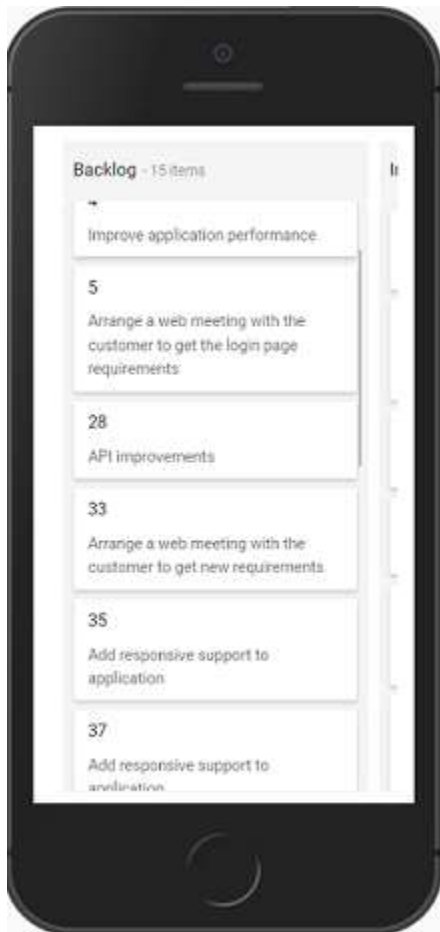 Backlog - 15 items
4
Improve application performance
5
Arrange a web meeting with the
customer to get the login page
requirements
28
API improvements
33
Arrange a web meeting with the
customer to get new requirements
35
Add responsive support to
application
37
Add responsive support to
application